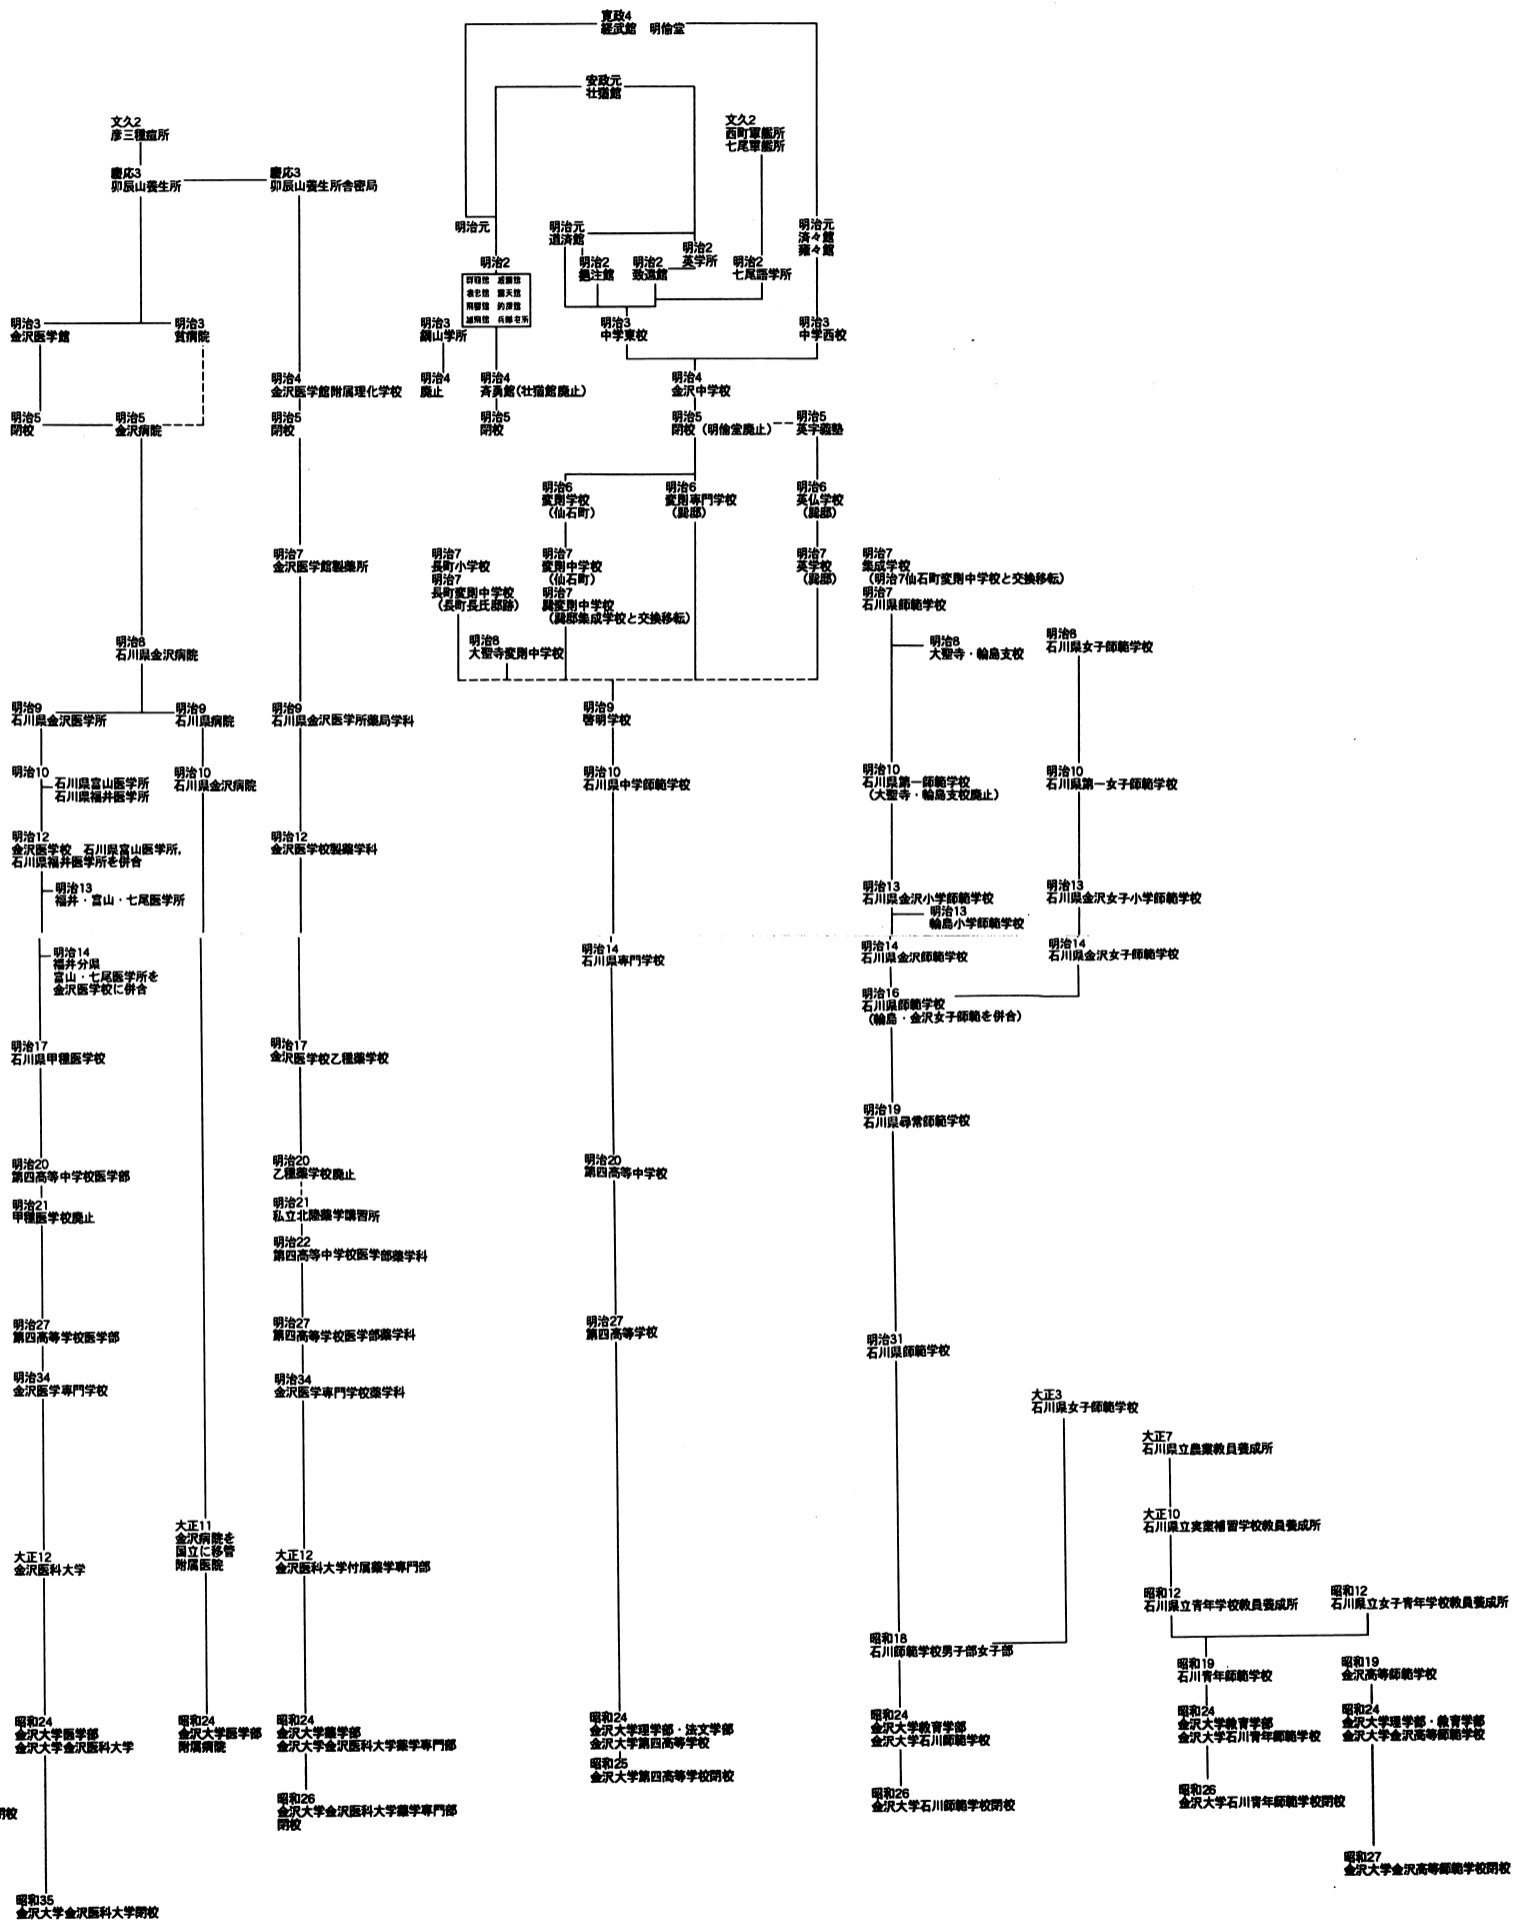 寛政4
経武館　明倫堂
安政元
壮猶館
文久2
彦三種痘所
文久2
西町軍艦所
七尾軍艦所
慶応3
卯辰山養生所
慶応3
卯辰山養生所舎密局
明治元
明治元
道済館
明治元
済々館
雍々館
明治2
明治2
挹注館
明治2
致遠館
明治2
英学所
明治2
七尾語学所
明治3
金沢医学館
明治3
貧病院
明治3
鉱山学所
明治3
中学東校
明治3
中学西校
明治4
金沢医学館附属理化学校
明治4
廃止
明治4
斉勇館(壮猶館廃止)
明治4
金沢中学校
明治5
閉校
明治5
金沢病院
明治5
閉校
明治5
閉校
明治5
閉校（明倫堂廃止）
明治5
英字義塾
明治6
変則学校
（仙石町）
明治6
変則専門学校
（巽邸）
明治6
英仏学校
（巽邸）
明治7
金沢医学館製薬所
明治7
長町小学校
明治7
長町変則中学校
（長町長氏邸跡）
明治7
変則中学校
（仙石町）
明治7
巽変則中学校
（巽邸集成学校と交換移転）
明治7
英学校
（巽邸）
明治7
集成学校
（明治7仙石町変則中学校と交換移転）
明治7
石川県師範学校
明治8
石川県金沢病院
明治8
大聖寺変則中学校
明治8
大聖寺・輪島支校
明治8
石川県女子師範学校
明治9
石川県金沢医学所
明治9
石川県病院
明治9
石川県金沢医学所薬局学科
明治9
啓明学校
明治10
石川県富山医学所
石川県福井医学所
明治10
石川県金沢病院
明治10
石川県中学師範学校
明治10
石川県第一師範学校
（大聖寺・輪島支校廃止）
明治10
石川県第一女子師範学校
明治12
金沢医学校　石川県富山医学所,
石川県福井医学所を併合
明治12
金沢医学校製薬学科
明治13
福井・富山・七尾医学所
明治13
石川県金沢小学師範学校
明治13
輪島小学師範学校
明治13
石川県金沢女子小学師範学校
明治14
福井分県
富山・七尾医学所を
金沢医学校に併合
明治14
石川県専門学校
明治14
石川県金沢師範学校
明治14
石川県金沢女子師範学校
明治16
石川県師範学校
（輪島・金沢女子師範を併合）
明治17
石川県甲種医学校
明治17
金沢医学校乙種薬学校
明治19
石川県尋常師範学校
明治20
第四高等中学校医学部
明治20
乙種薬学校廃止
明治20
第四高等中学校
明治21
甲種医学校廃止
明治21
私立北陸薬学講習所
明治22
第四高等中学校医学部薬学科
明治27
第四高等学校医学部
明治27
第四高等学校医学部薬学科
明治27
第四高等学校
明治31
石川県師範学校
明治34
金沢医学専門学校
明治34
金沢医学専門学校薬学科
大正3
石川県女子師範学校
大正7
石川県立農業教員養成所
大正10
石川県立実業補習学校教員養成所
大正11
金沢病院を
国立に移管
附属医院
大正12
金沢医科大学
大正12
金沢医科大学付属薬学専門部
昭和12
石川県立青年学校教員養成所
昭和12
石川県立女子青年学校教員養成所
昭和18
石川師範学校男子部女子部
昭和19
石川青年師範学校
昭和19
金沢高等師範学校
昭和24
金沢大学医学部
金沢大学金沢医科大学
昭和24
金沢大学医学部
附属病院
昭和24
金沢大学薬学部
金沢大学金沢医科大学薬学専門部
昭和24
金沢大学理学部・法文学部
金沢大学第四高等学校
昭和24
金沢大学教育学部
金沢大学石川師範学校
昭和24
金沢大学教育学部
金沢大学石川青年師範学校
昭和24
金沢大学理学部・教育学部
金沢大学金沢高等師範学校
昭和25
金沢大学第四高等学校閉校
昭和26
金沢大学金沢医科大学薬学専門部
閉校
昭和26
金沢大学石川師範学校閉校
昭和26
金沢大学石川青年師範学校閉校
昭和27
金沢大学金沢高等師範学校閉校
昭和35
金沢大学金沢医科大学閉校